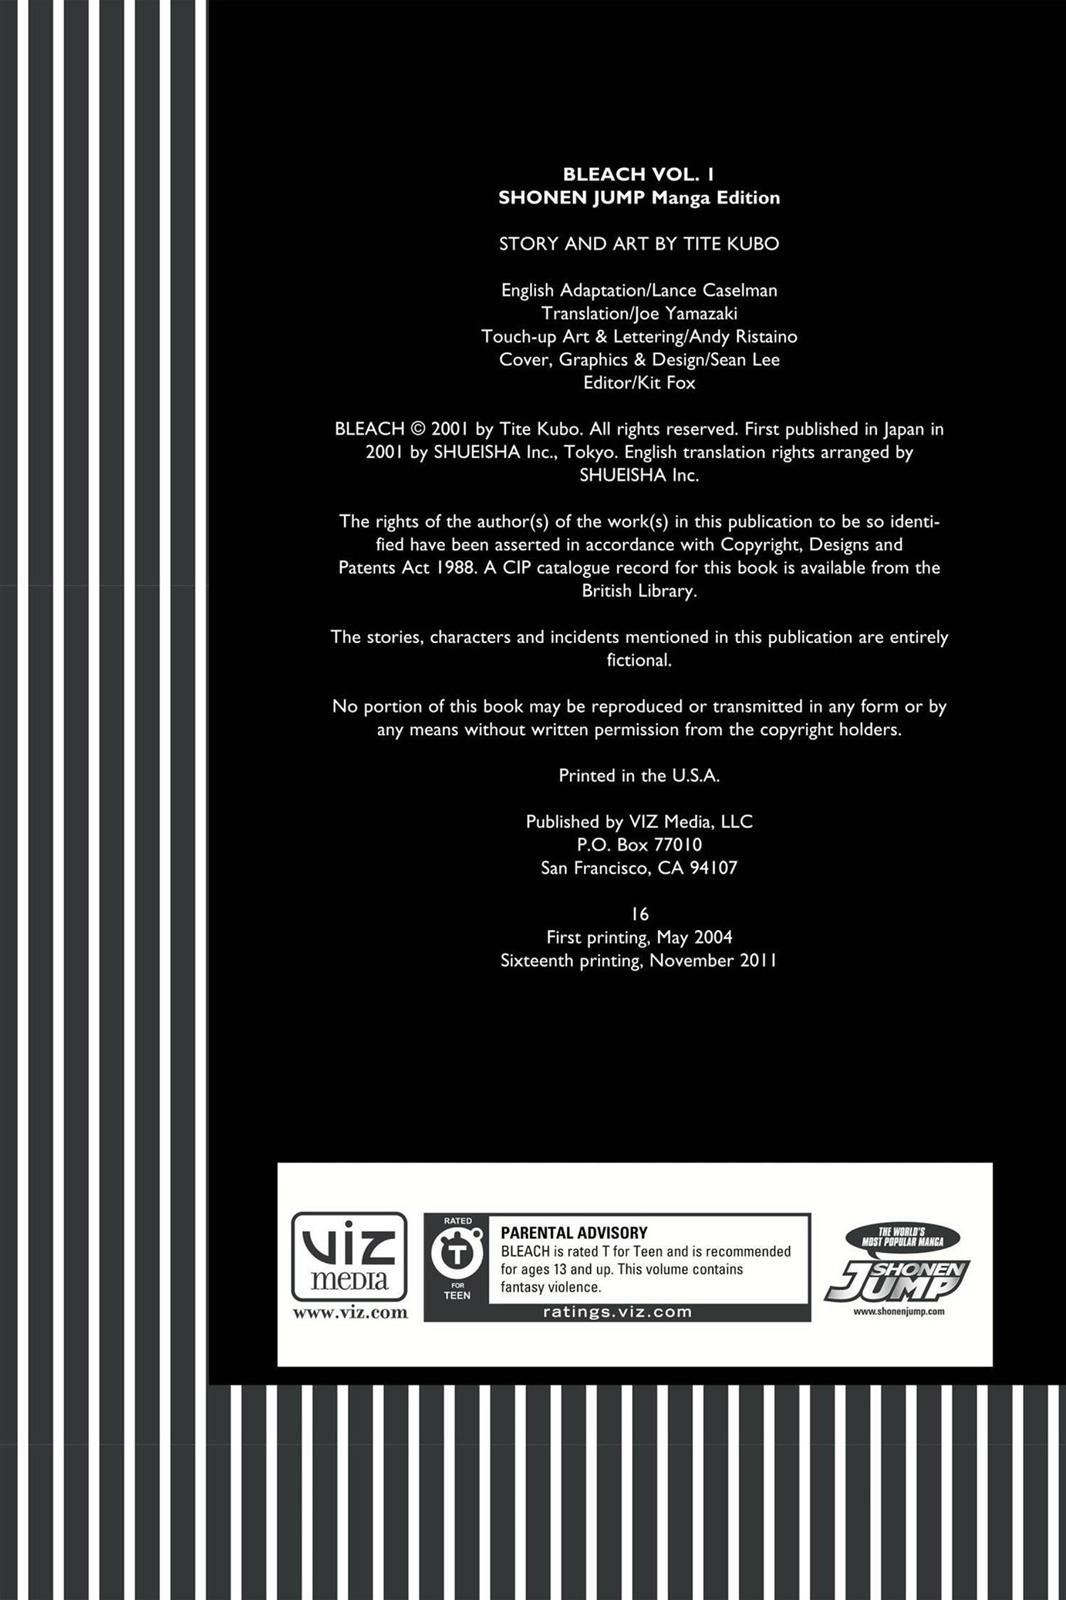 BLEACH VOL. 1
SHONEN JUMP Manga Edition
STORY AND ART BY TITE KUBO
English Adaptation/Lance Caselman
Translation/Joe Yamazaki
Touch-up Art & Lettering/Andy Ristaino
Cover, Graphics & Design/Sean Lee
Editor/Kit Fox
BLEACH © 2001 by Tite Kubo. All rights reserved. First published in Japan in
2001 by SHUEISHA Inc., Tokyo. English translation rights arranged by
SHUEISHA Inc.
The rights of the author(s) of the work(s) in this publication to be so identi-
fied have been asserted in accordance with Copyright, Designs and
Patents Act 1988. A CIP catalogue record for this book is available from the
British Library.
The stories, characters and incidents mentioned in this publication are entirely
fictional.
No portion of this book may be reproduced or transmitted in any form or by
any means without written permission from the copyright holders.
Printed in the U.S.A.
Published by VIZ Media, LLC
P.O. Box 77010
San Francisco, CA 94107
16
First printing, May 2004
Sixteenth printing, November 2011
viz
media
www.viz.com
RATED
T
FOR
TEEN
PARENTAL ADVISORY
BLEACH is rated T for Teen and is recommended
for ages 13 and up. This volume contains
fantasy violence.
ratings.viz.com
THE WORLD'S
MOST POPULAR MANGA
SHONEN
JUMP
www.shonenjump.com